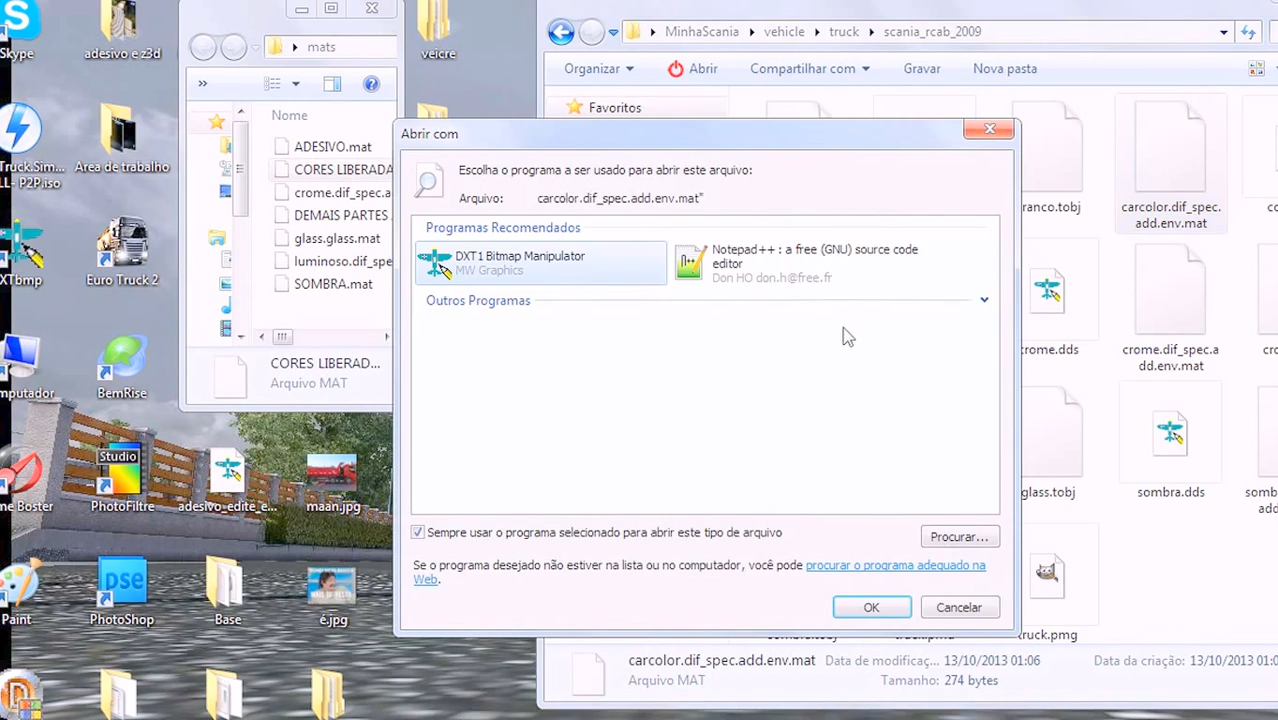 Skype
Truck.Sim...
LL- P2P.iso
XTbmp
mputador
Paint
adesivo e z3d
Area de trabalho
Euro Truck 2
BemRise
Studio
PhotoFiltre
PhotoShop
adesivo_edite_e...
Base
maan.jpg
é.jpg
veicre
mats
»
Nome
ADESIVO.mat
CORES LIBERADA
crome.dif_spec.a
DEMAIS PARTES
glass.glass.mat
luminoso.dif_spe
SOMBRA.mat
CORES LIBERAD...
Arquivo MAT
MinhaScania ▸ vehicle ▸ truck ▸ scania_rcab_2009
Organizar
Abrir
Compartilhar com
Gravar
Nova pasta
Favoritos
Abrir com
Escolha o programa a ser usado para abrir este arquivo:
Arquivo: carcolor.dif_spec.add.env.mat"
Programas Recomendados
DXT1 Bitmap Manipulator
MW Graphics
Notepad++ : a free (GNU) source code
editor
Don HO don.h@free.fr
Outros Programas
Sempre usar o programa selecionado para abrir este tipo de arquivo
Procurar...
Se o programa desejado não estiver na lista ou no computador, você pode procurar o programa adequado na
Web.
OK
Cancelar
ranco.tobj
carcolor.dif_spec.
add.env.mat
crome.dds
crome.dif_spec.a
dd.env.mat
glass.tobj
sombra.dds
truck.pmg
carcolor.dif_spec.add.env.mat
Data de modificaç... 13/10/2013 01:06
Data da criação: 13/10/2013 0
Arquivo MAT
Tamanho: 274 bytes